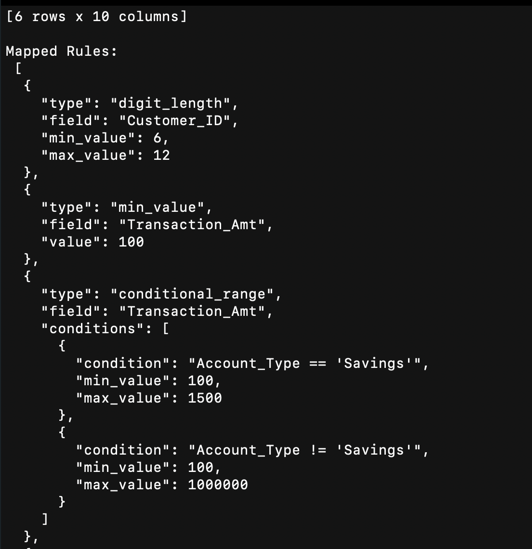 [6 rows x 10 columns]
Mapped Rules:
[
{
"type": "digit_length",
"field": "Customer_ID",
"min_value": 6,
"max_value": 12
},
{
"type": "min_value",
"field": "Transaction_Amt",
"value": 100
},
{
"type": "conditional_range",
"field": "Transaction_Amt",
"conditions": [
{
"condition": "Account_Type == 'Savings'",
"min_value": 100,
"max_value": 1500
},
{
"condition": "Account_Type != 'Savings'",
"min_value": 100,
"max_value": 1000000
}
]
},